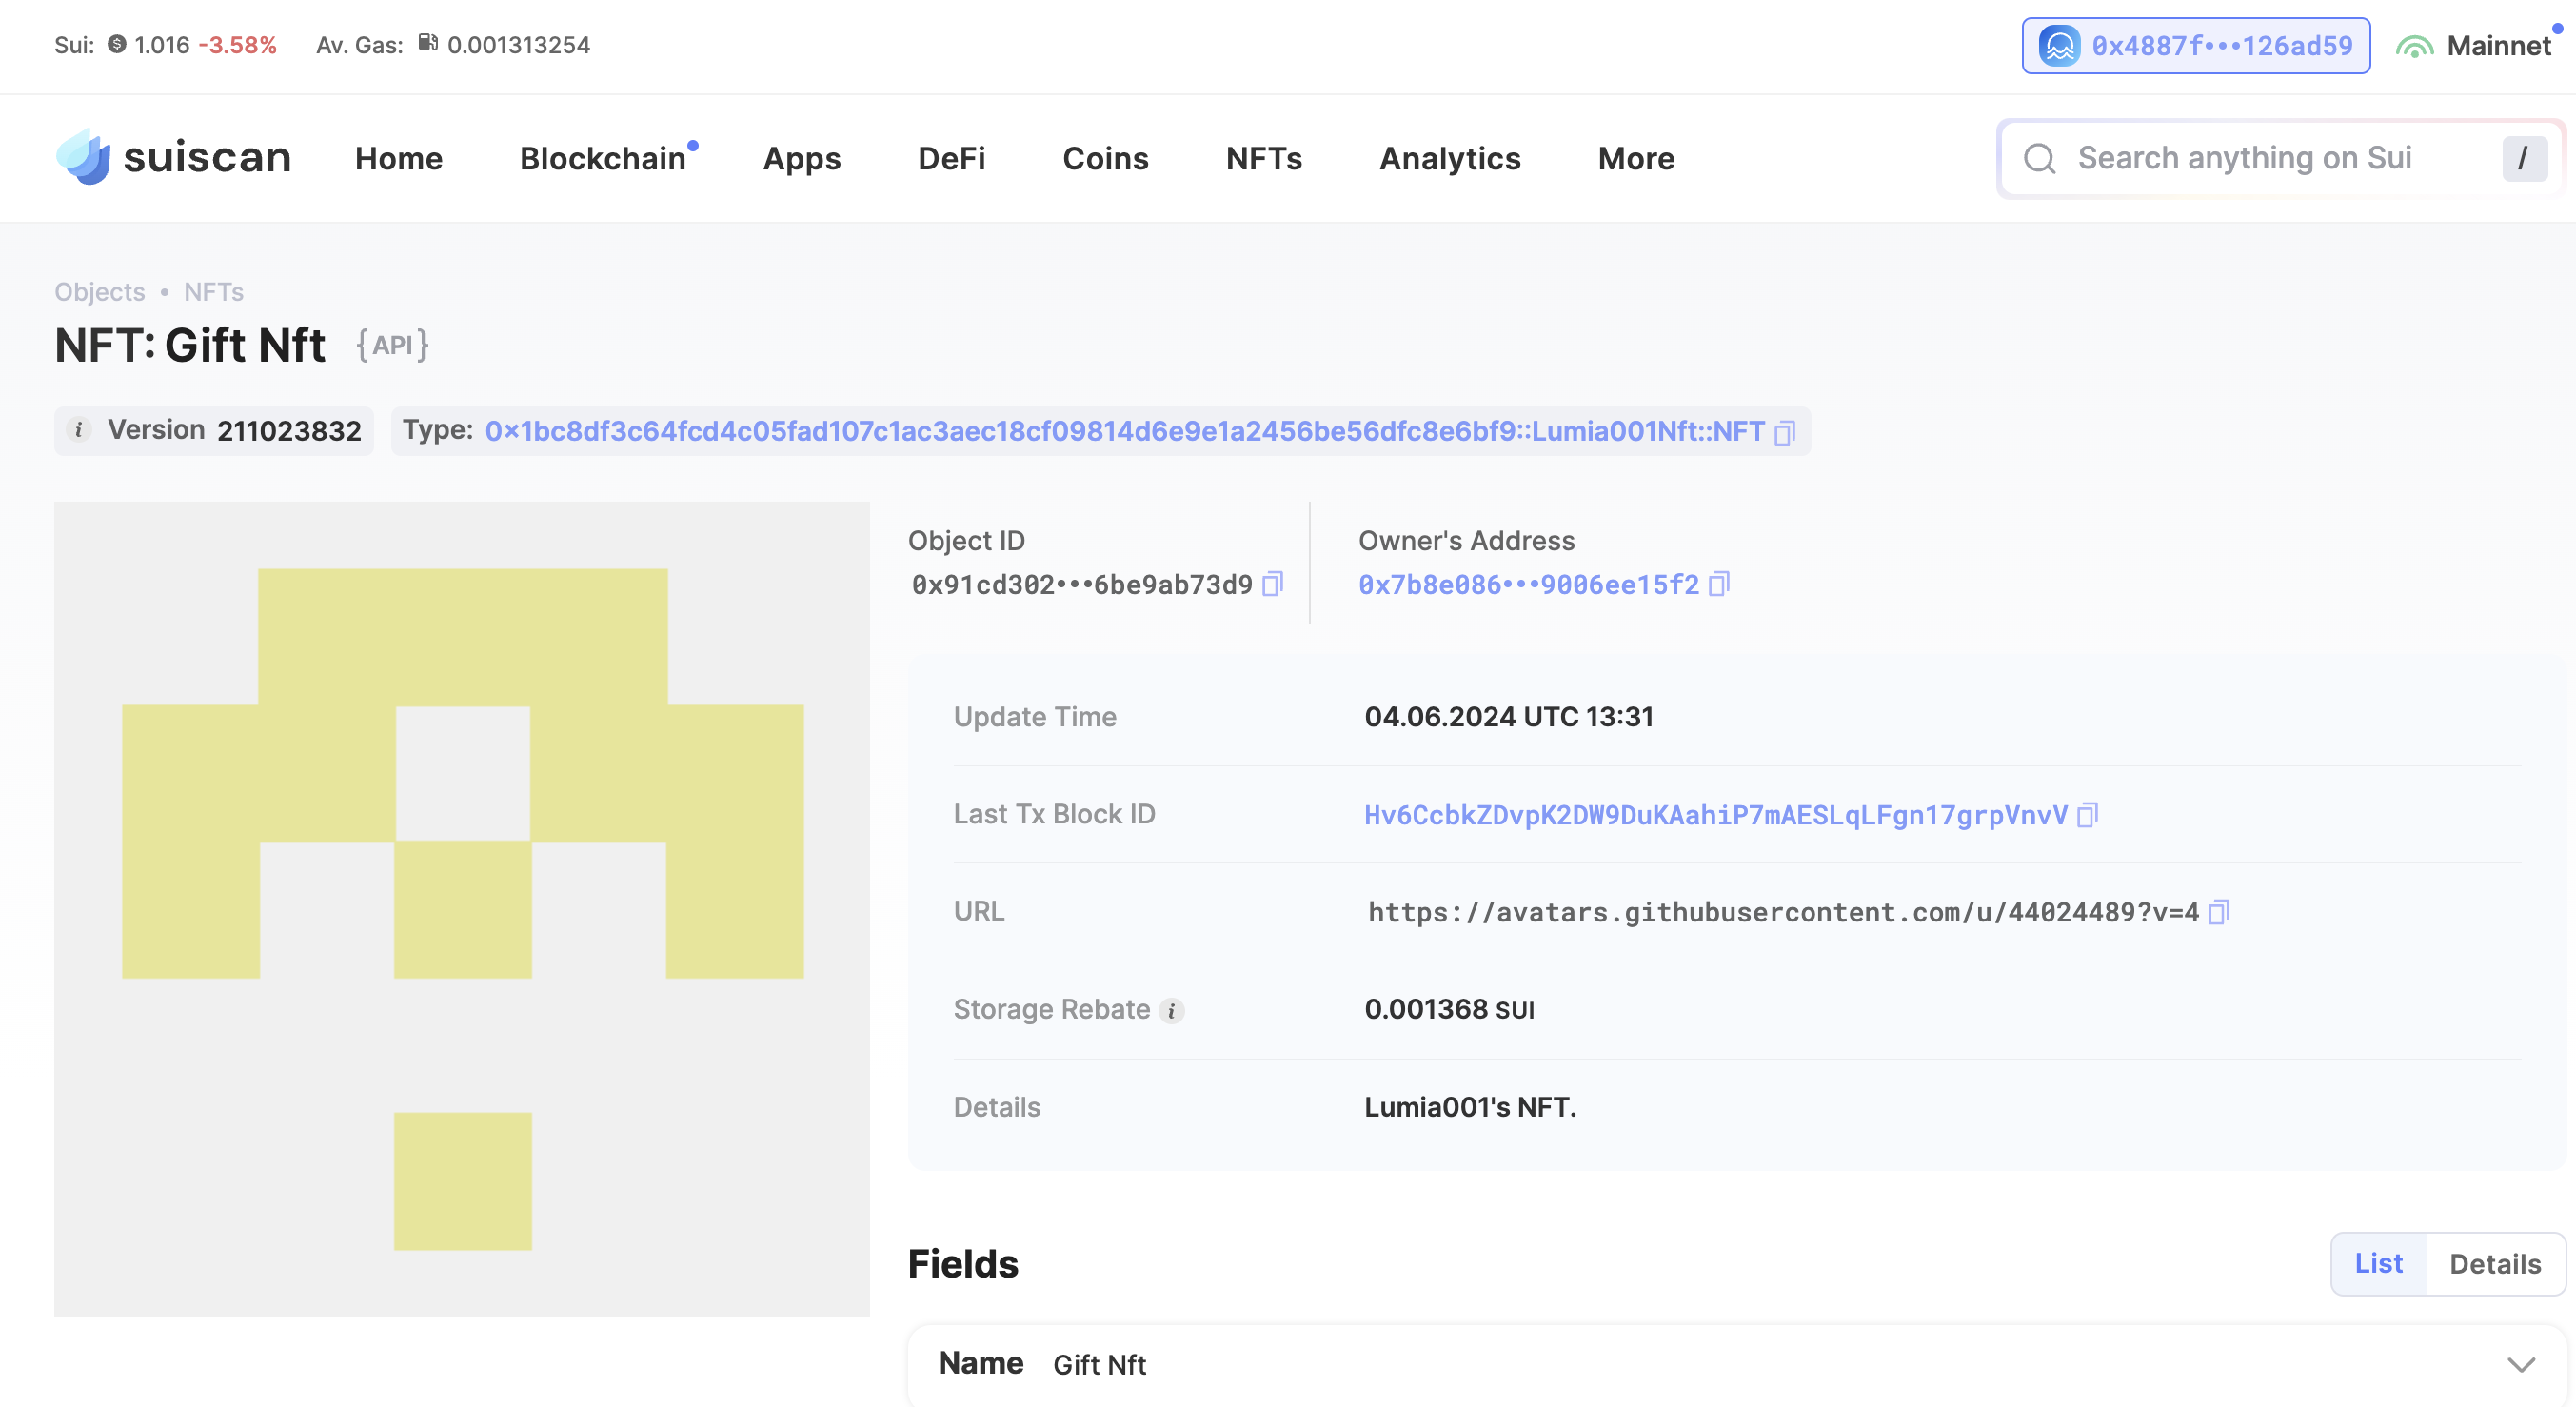 Sui: 1.016 -3.58% Av. Gas: 0.001313254
0x4887f•••126ad59 Mainnet
suiscan Home Blockchain Apps DeFi Coins NFTs Analytics More
Search anything on Sui /
Objects • NFTs
NFT: Gift Nft {API}
i Version 211023832 Type: 0x1bc8df3c64fcd4c05fad107c1ac3aec18cf09814d6e9e1a2456be56dfc8e6bf9::Lumia001Nft::NFT
Object ID
0x91cd302•••6be9ab73d9
Owner's Address
0x7b8e086•••9006ee15f2
Update Time 04.06.2024 UTC 13:31
Last Tx Block ID Hv6CcbkZDvpK2DW9DuKAahiP7mAESLqLFgn17grpVnvV
URL https://avatars.githubusercontent.com/u/44024489?v=4
Storage Rebate i 0.001368 SUI
Details Lumia001's NFT.
Fields
List Details
Name Gift Nft